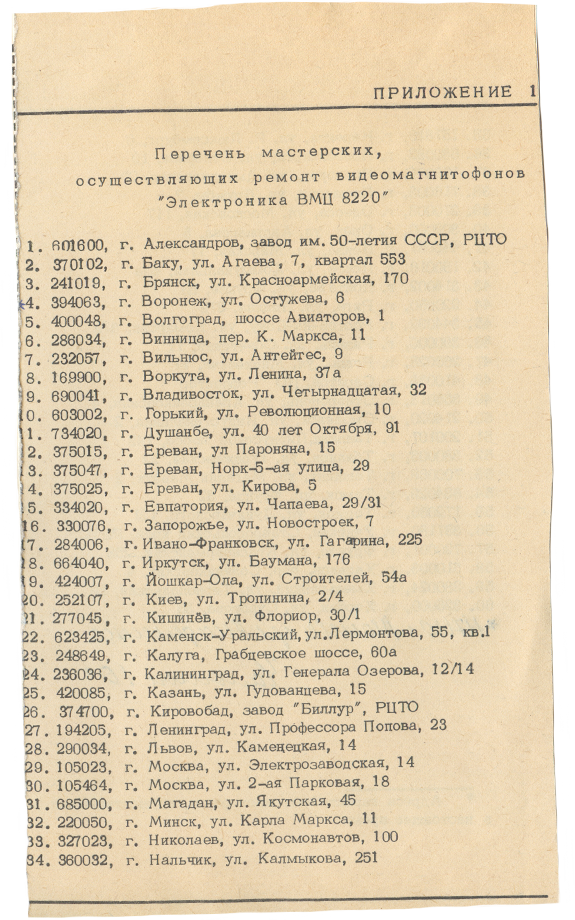 ПРИЛОЖЕНИЕ 1
Перечень мастерских,
осуществляющих ремонт видеомагнитофонов
"Электроника ВМЦ 8220"
1. 601600, г. Александров, завод им. 50-летия СССР, РЦТО
2. 370102, г. Баку, ул. Агаева, 7, квартал 553
3. 241019, г. Брянск, ул. Красноармейская, 170
4. 394063, г. Воронеж, ул. Остужева, 6
5. 400048, г. Волгоград, шоссе Авиаторов, 1
6. 286034, г. Винница, пер. К. Маркса, 11
7. 232057, г. Вильнюс, ул. Антейтес, 9
8. 169900, г. Воркута, ул. Ленина, 37а
9. 690041, г. Владивосток, ул. Четырнадцатая, 32
0. 603002, г. Горький, ул. Революционная, 10
1. 734020, г. Душанбе, ул. 40 лет Октября, 91
2. 375015, г. Ереван, ул Пароняна, 15
3. 375047, г. Ереван, Норк-5-ая улица, 29
4. 375025, г. Ереван, ул. Кирова, 5
5. 334020, г. Евпатория, ул. Чапаева, 29/31
16. 330076, г. Запорожье, ул. Новостроек, 7
17. 284006, г. Ивано-Франковск, ул. Гагарина, 225
18. 664040, г. Иркутск, ул. Баумана, 176
19. 424007, г. Йошкар-Ола, ул. Строителей, 54а
20. 252107, г. Киев, ул. Тропинина, 2/4
21. 277045, г. Кишинёв, ул. Флориор, 30/1
22. 623425, г. Каменск-Уральский, ул. Лермонтова, 55, кв.1
23. 248649, г. Калуга, Грабцевское шоссе, 60а
24. 236036, г. Калининград, ул. Генерала Озерова, 12/14
25. 420085, г. Казань, ул. Гудованцева, 15
26. 374700, г. Кировобад, завод "Биллур", РЦТО
27. 194205, г. Ленинград, ул. Профессора Попова, 23
28. 290034, г. Львов, ул. Каменецкая, 14
29. 105023, г. Москва, ул. Электрозаводская, 14
30. 105464, г. Москва, ул. 2-ая Парковая, 18
31. 685000, г. Магадан, ул. Якутская, 45
32. 220050, г. Минск, ул. Карла Маркса, 11
33. 327023, г. Николаев, ул. Космонавтов, 100
34. 360032, г. Нальчик, ул. Калмыкова, 251